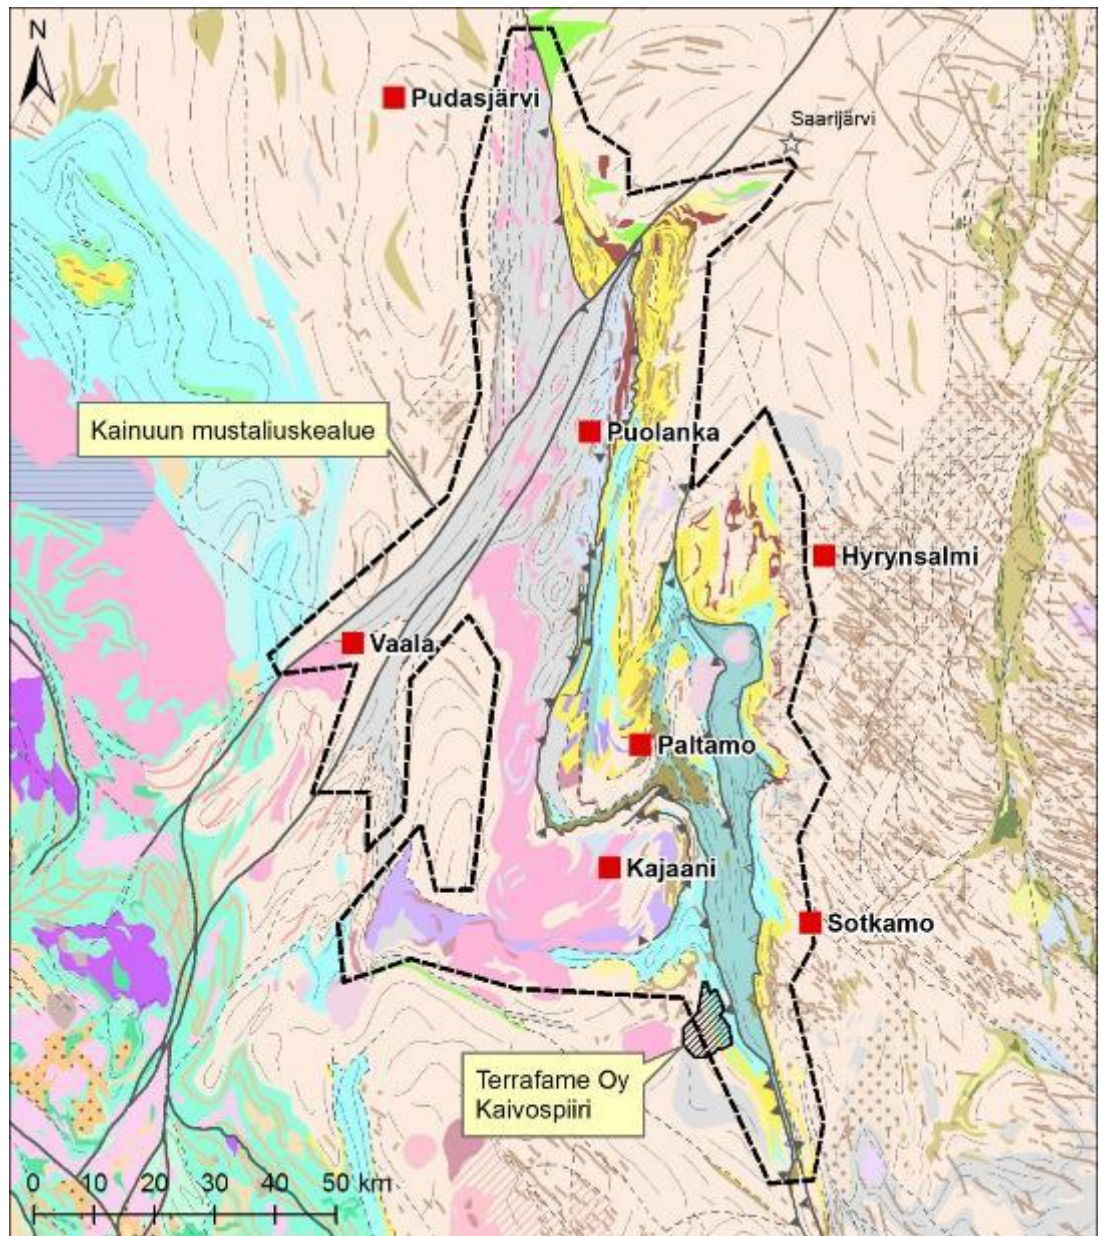 N
Pudasjärvi
Saarijärvi
Kainuun mustaliuskealue
Puolanka
Hyrynsalmi
Vaala
Paltamo
Kajaani
Sotkamo
Terrafame Oy
Kaivospiiri
0 10 20 30 40 50 km